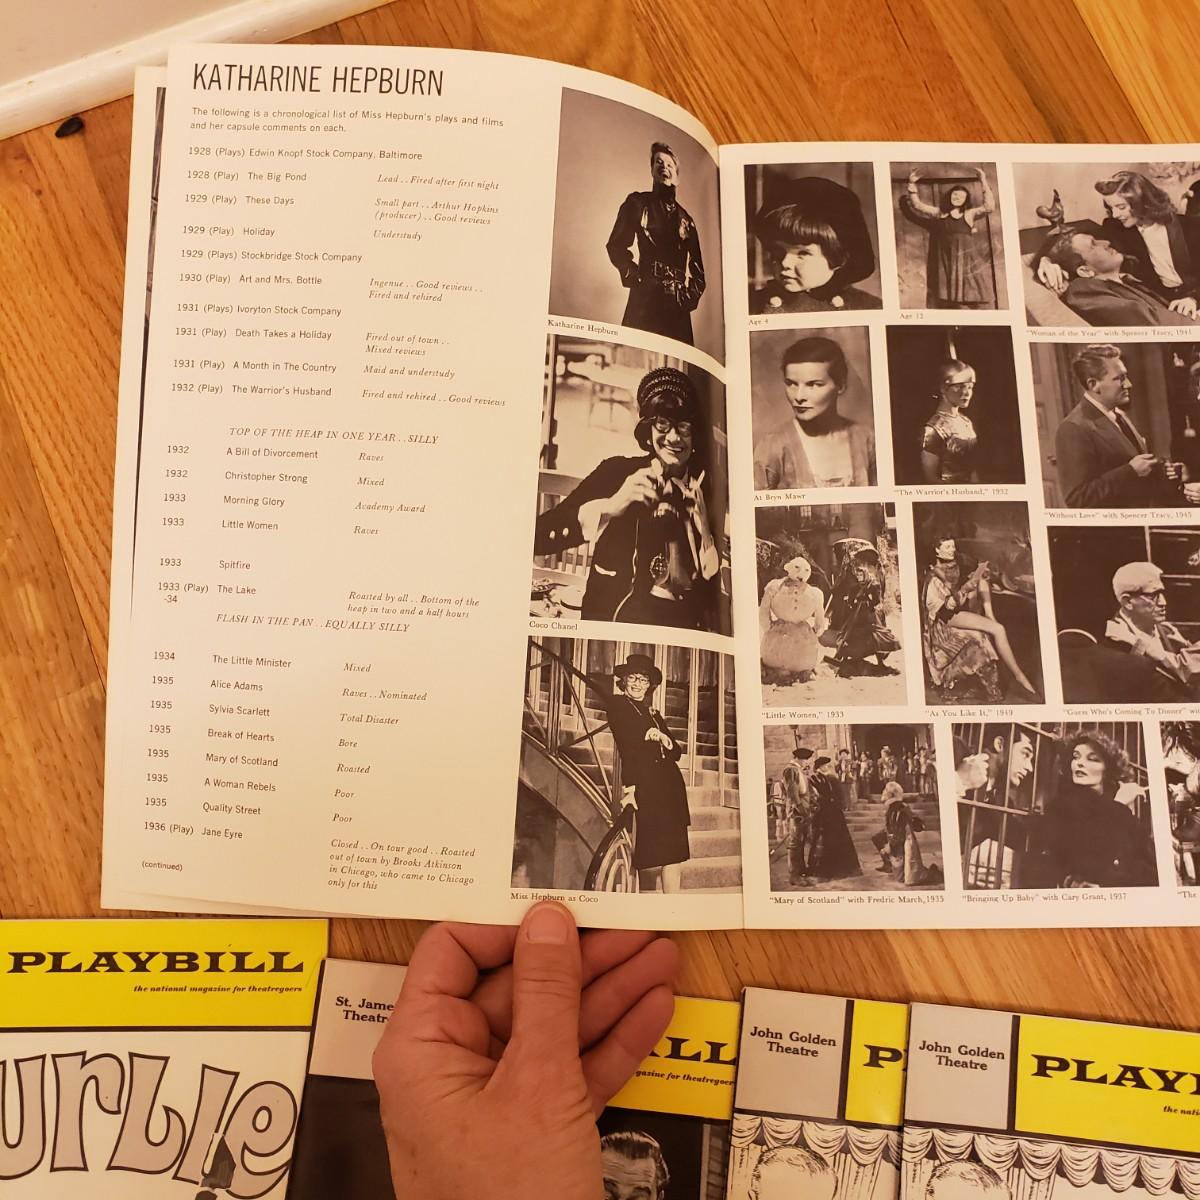 KATHARINE HEPBURN
The following is a chronological list of Miss Hepburn's plays and films
and her capsule comments on each.
1928 (Plays) Edwin Knopf Stock Company, Baltimore
1928 (Play) The Big Pond Lead . . Fired after first night
1929 (Play) These Days Small part . . Arthur Hopkins
(producer) . . Good reviews
1929 (Play) Holiday Understudy
1929 (Plays) Stockbridge Stock Company
1930 (Play) Art and Mrs. Bottle Ingenue . . Good reviews . .
Fired and rehired
1931 (Plays) Ivoryton Stock Company
1931 (Play) Death Takes a Holiday Fired out of town . .
Mixed reviews
1931 (Play) A Month in The Country Maid and understudy
1932 (Play) The Warrior's Husband Fired and rehired . . Good reviews
TOP OF THE HEAP IN ONE YEAR . . SILLY
1932 A Bill of Divorcement Raves
1932 Christopher Strong Mixed
1933 Morning Glory Academy Award
1933 Little Women Raves
1933 Spitfire
1933 (Play) The Lake Roasted by all . . Bottom of the
-34 heap in two and a half hours
FLASH IN THE PAN . . EQUALLY SILLY
1934 The Little Minister Mixed
1935 Alice Adams Raves . . Nominated
1935 Sylvia Scarlett Total Disaster
1935 Break of Hearts Bore
1935 Mary of Scotland Roasted
1935 A Woman Rebels Poor
1935 Quality Street Poor
1936 (Play) Jane Eyre Closed . . On tour good . . Roasted
out of town by Brooks Atkinson
in Chicago, who came to Chicago
only for this
(continued)
Katharine Hepburn
Coco Chanel
Miss Hepburn as Coco
Age 4
Age 12
"Woman of the Year" with Spencer Tracy, 1941
At Bryn Mawr
"The Warrior's Husband," 1932
"Without Love" with Spencer Tracy, 1945
"Little Women," 1933
"As You Like It," 1949
"Guess Who's Coming To Dinner"
"Mary of Scotland" with Fredric March, 1935
"Bringing Up Baby" with Cary Grant, 1937
"The
PLAYBILL
the national magazine for theatregoers
urlie
St. James
Theatre
ILL
gazine for theatregoer
John Golden
Theatre
P
John Golden
Theatre
PLAY
the nati